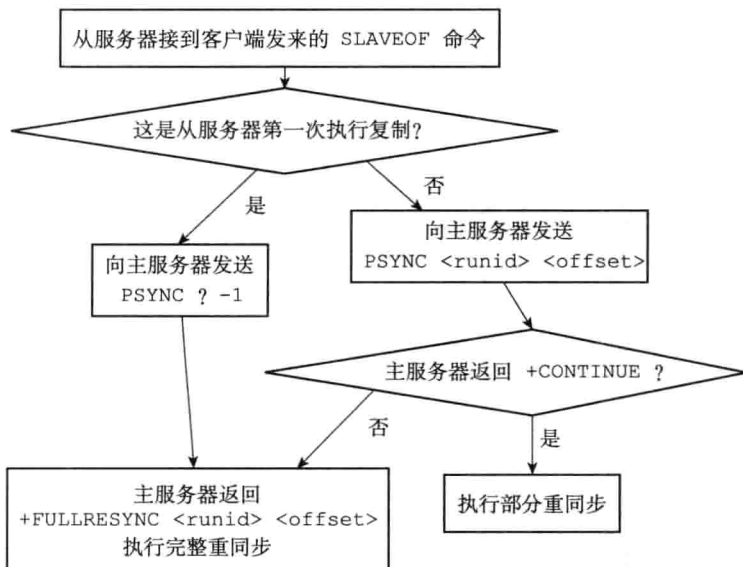 从服务器接到客户端发来的 SLAVEOF 命令
这是从服务器第一次执行复制?
是
否
向主服务器发送
PSYNC ? -1
向主服务器发送
PSYNC <runid> <offset>
主服务器返回 +CONTINUE ?
否
是
主服务器返回
+FULLRESYNC <runid> <offset>
执行完整重同步
执行部分重同步